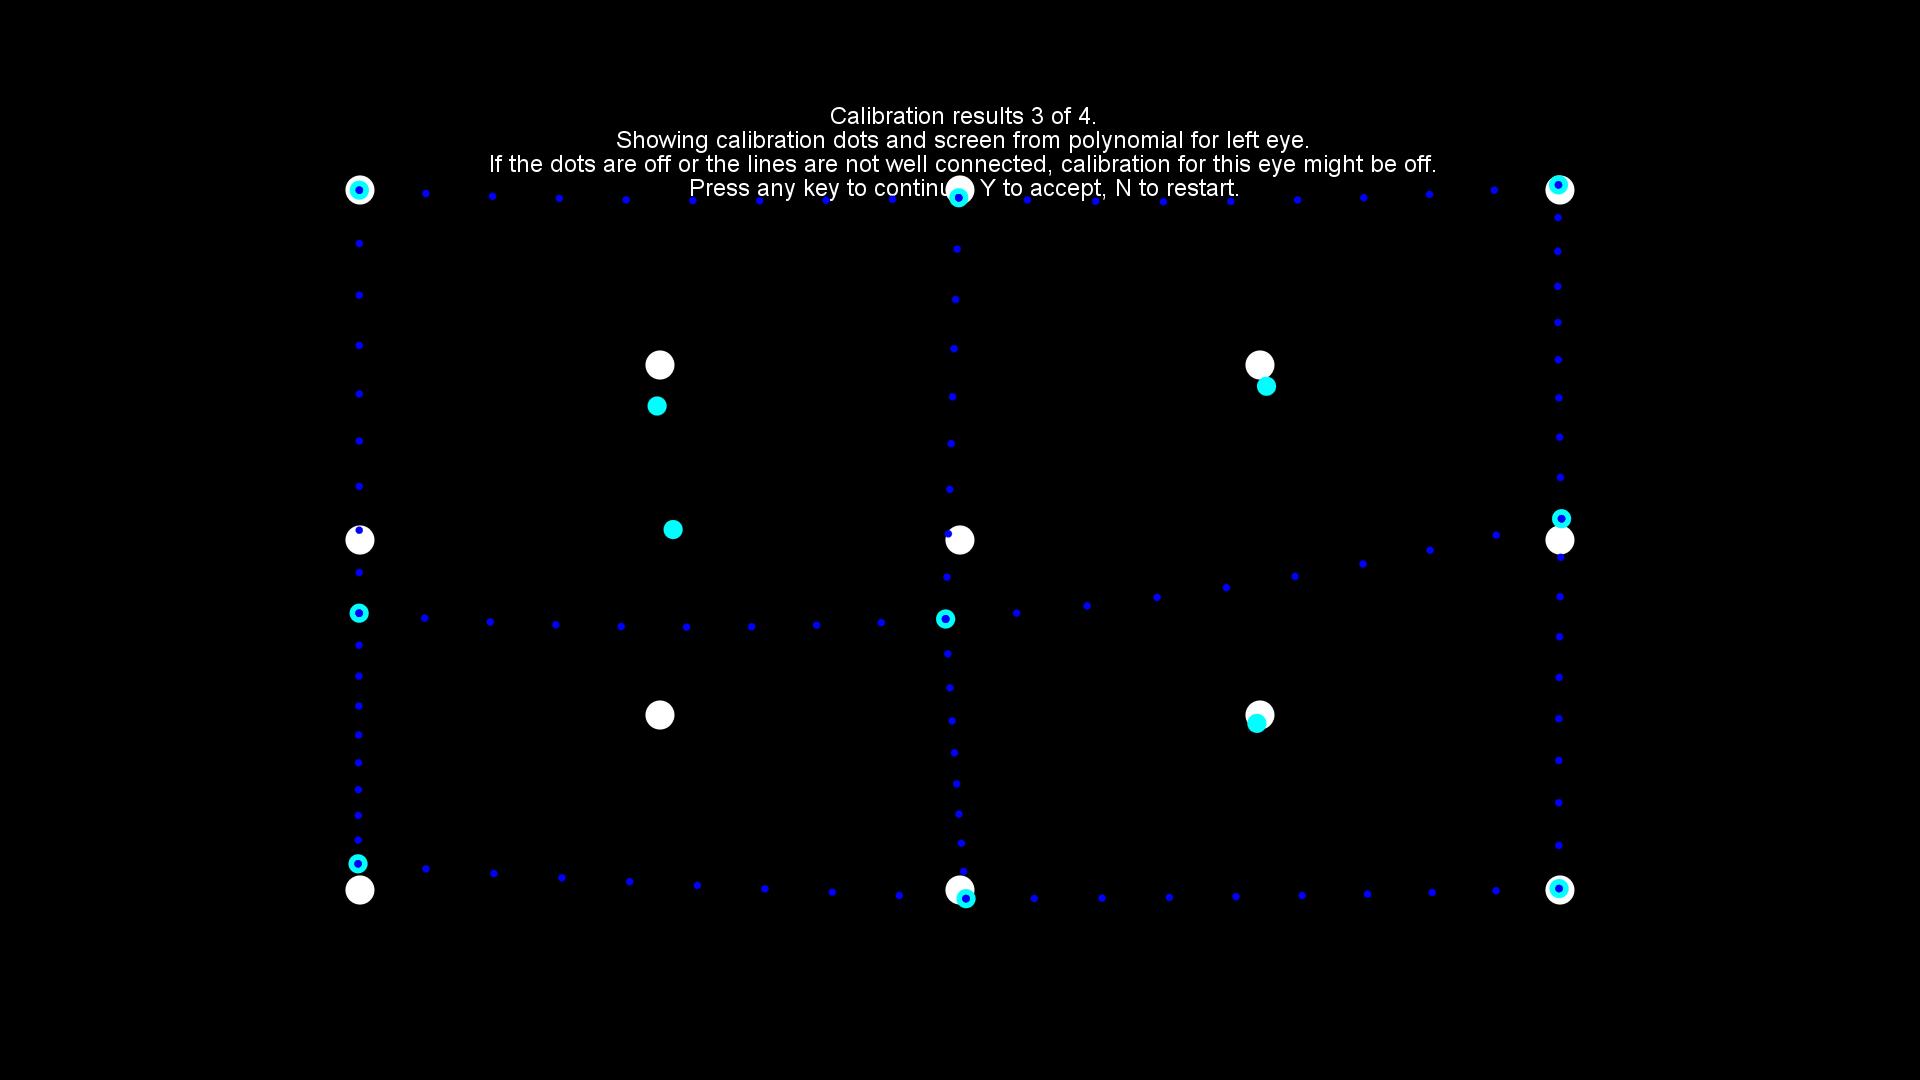 Calibration results 3 of 4.
Showing calibration dots and screen from polynomial for left eye.
If the dots are off or the lines are not well connected, calibration for this eye might be off.
Press any key to continu Y to accept, N to restart.